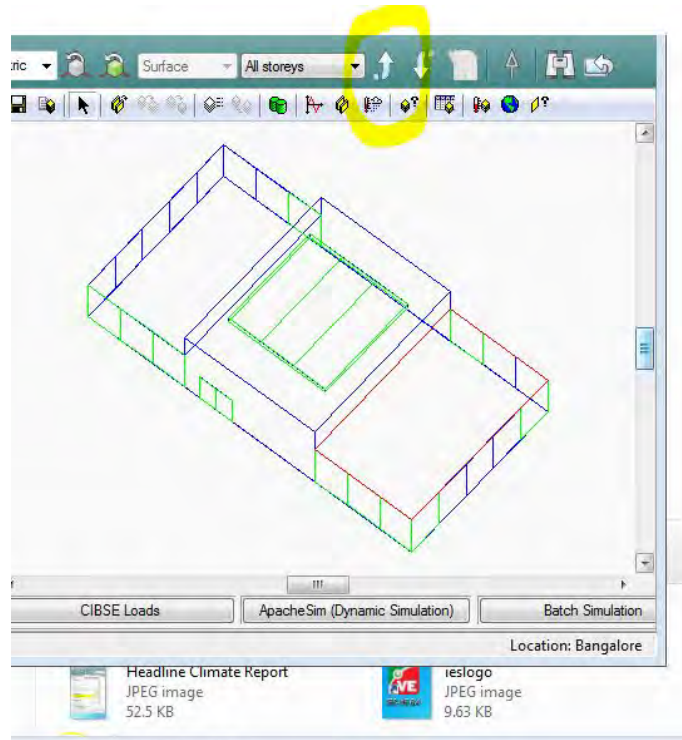 ric
Surface
All storeys
CIBSE Loads
ApacheSim (Dynamic Simulation)
Batch Simulation
Location: Bangalore
Headline Climate Report
JPEG image
52.5 KB
ieslogo
JPEG image
9.63 KB
VE